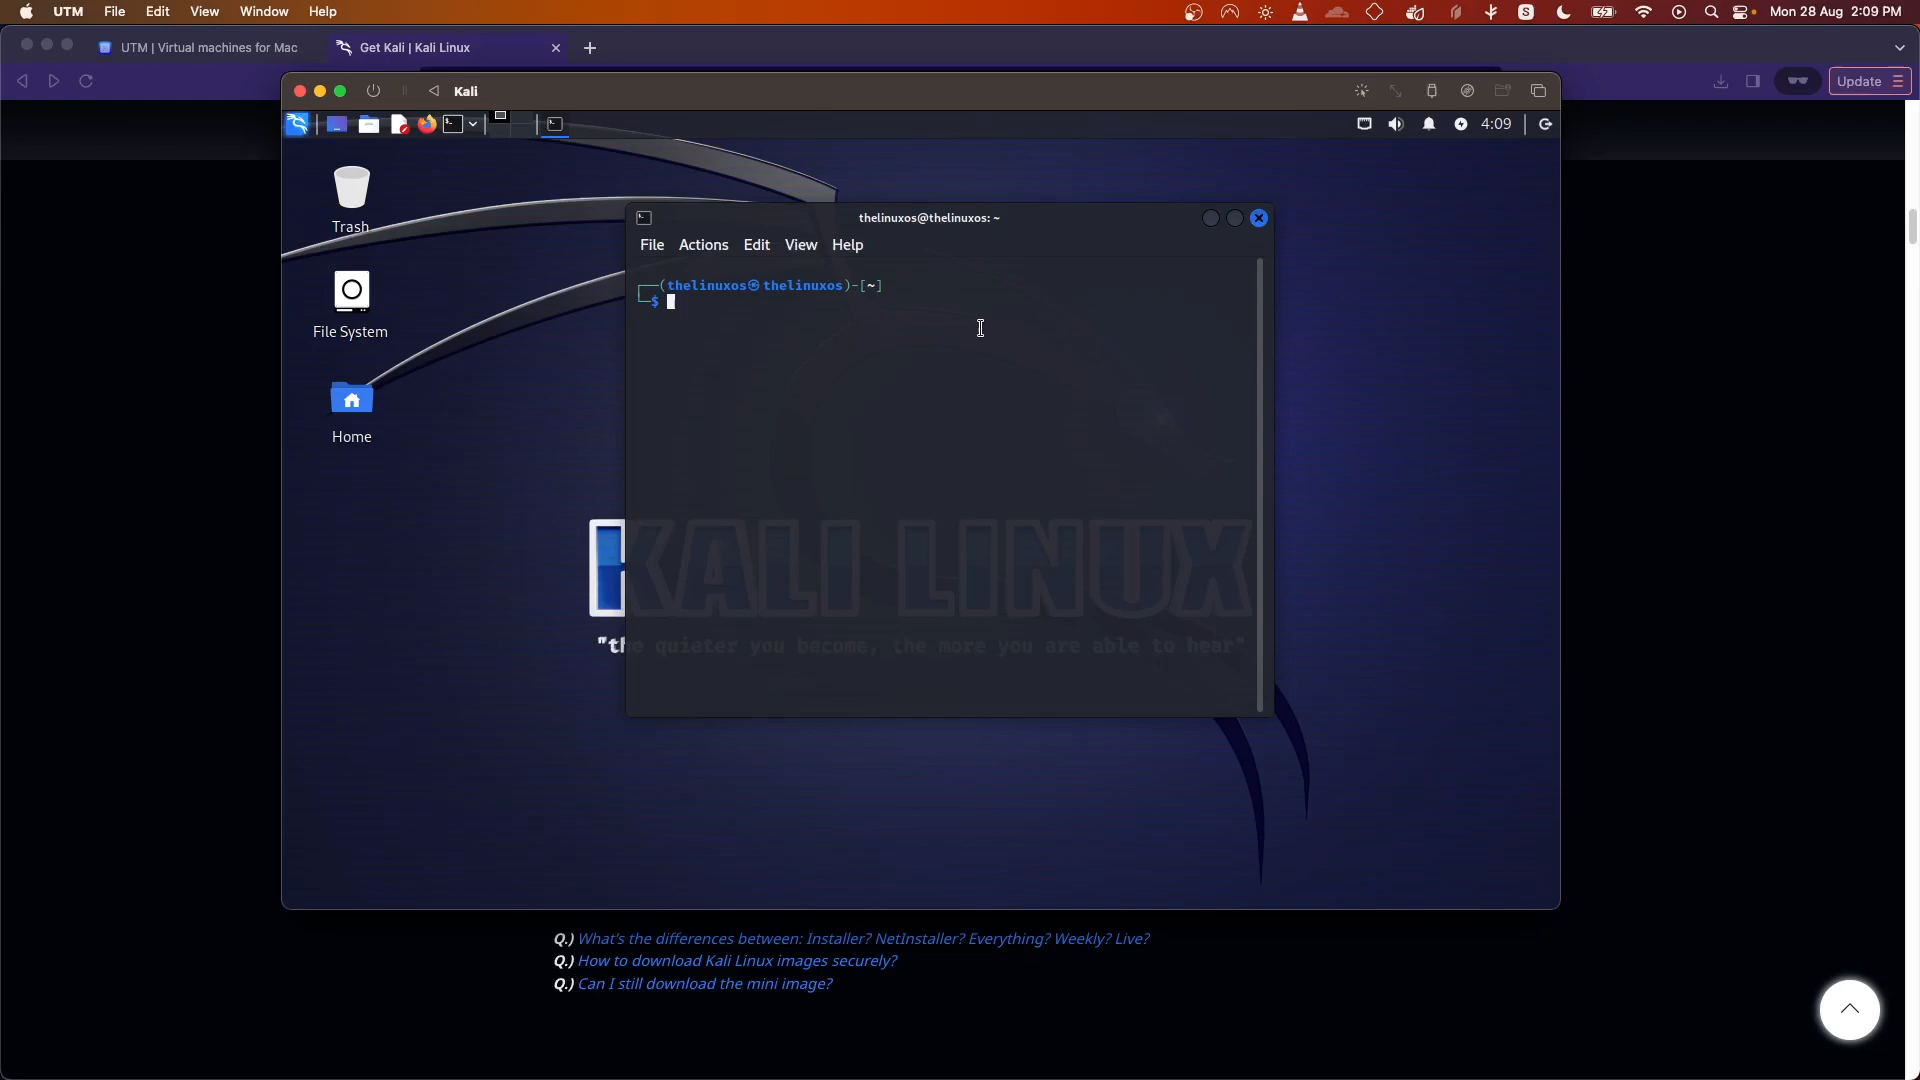 UTM File Edit View Window Help Mon 28 Aug 2:09 PM
UTM | Virtual machines for Mac Get Kali | Kali Linux
Update
Kali
4:09
Trash
File System
Home
thelinuxos@thelinuxos: ~
File Actions Edit View Help
┌──(thelinuxos㉿thelinuxos)-[~]
└─$
KALI LINUX
"the quieter you become, the more you are able to hear"
Q.) What's the differences between: Installer? NetInstaller? Everything? Weekly? Live?
Q.) How to download Kali Linux images securely?
Q.) Can I still download the mini image?